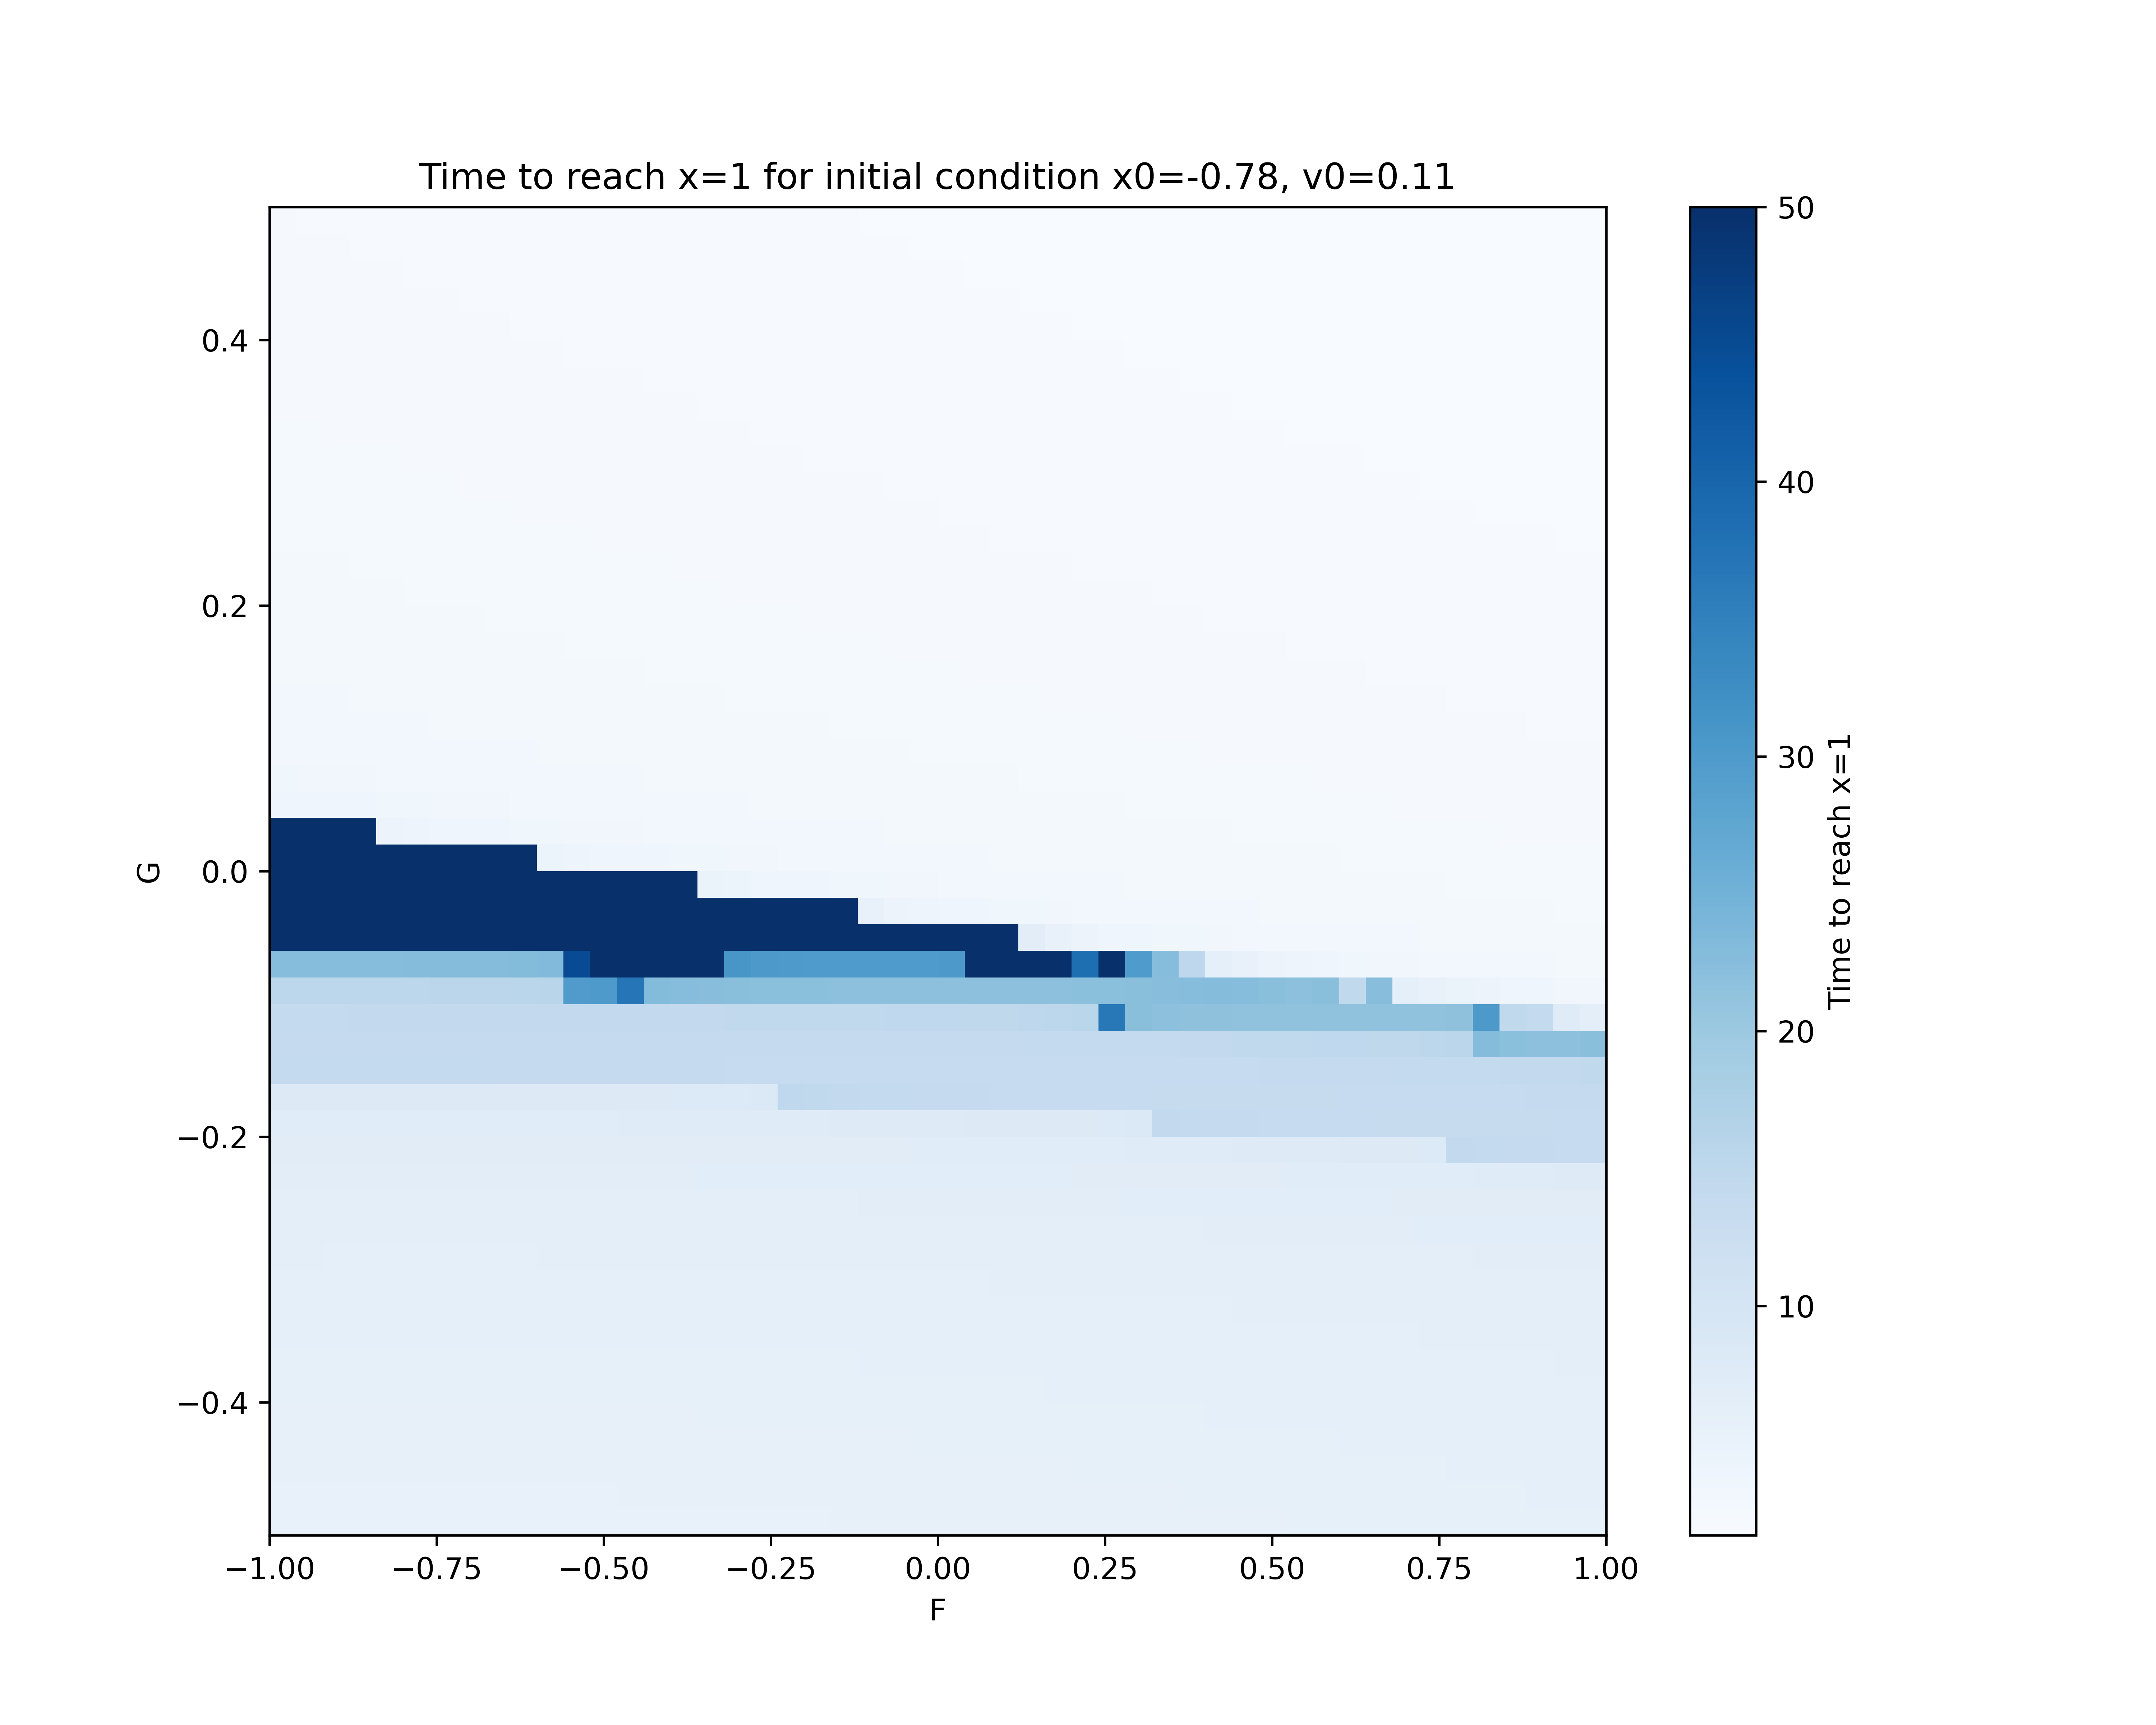 Time to reach x=1 for initial condition x0=-0.78, v0=0.11
0.4
0.2
0.0
−0.2
−0.4
G
−1.00 −0.75 −0.50 −0.25 0.00 0.25 0.50 0.75 1.00
F
50
40
30
20
10
Time to reach x=1